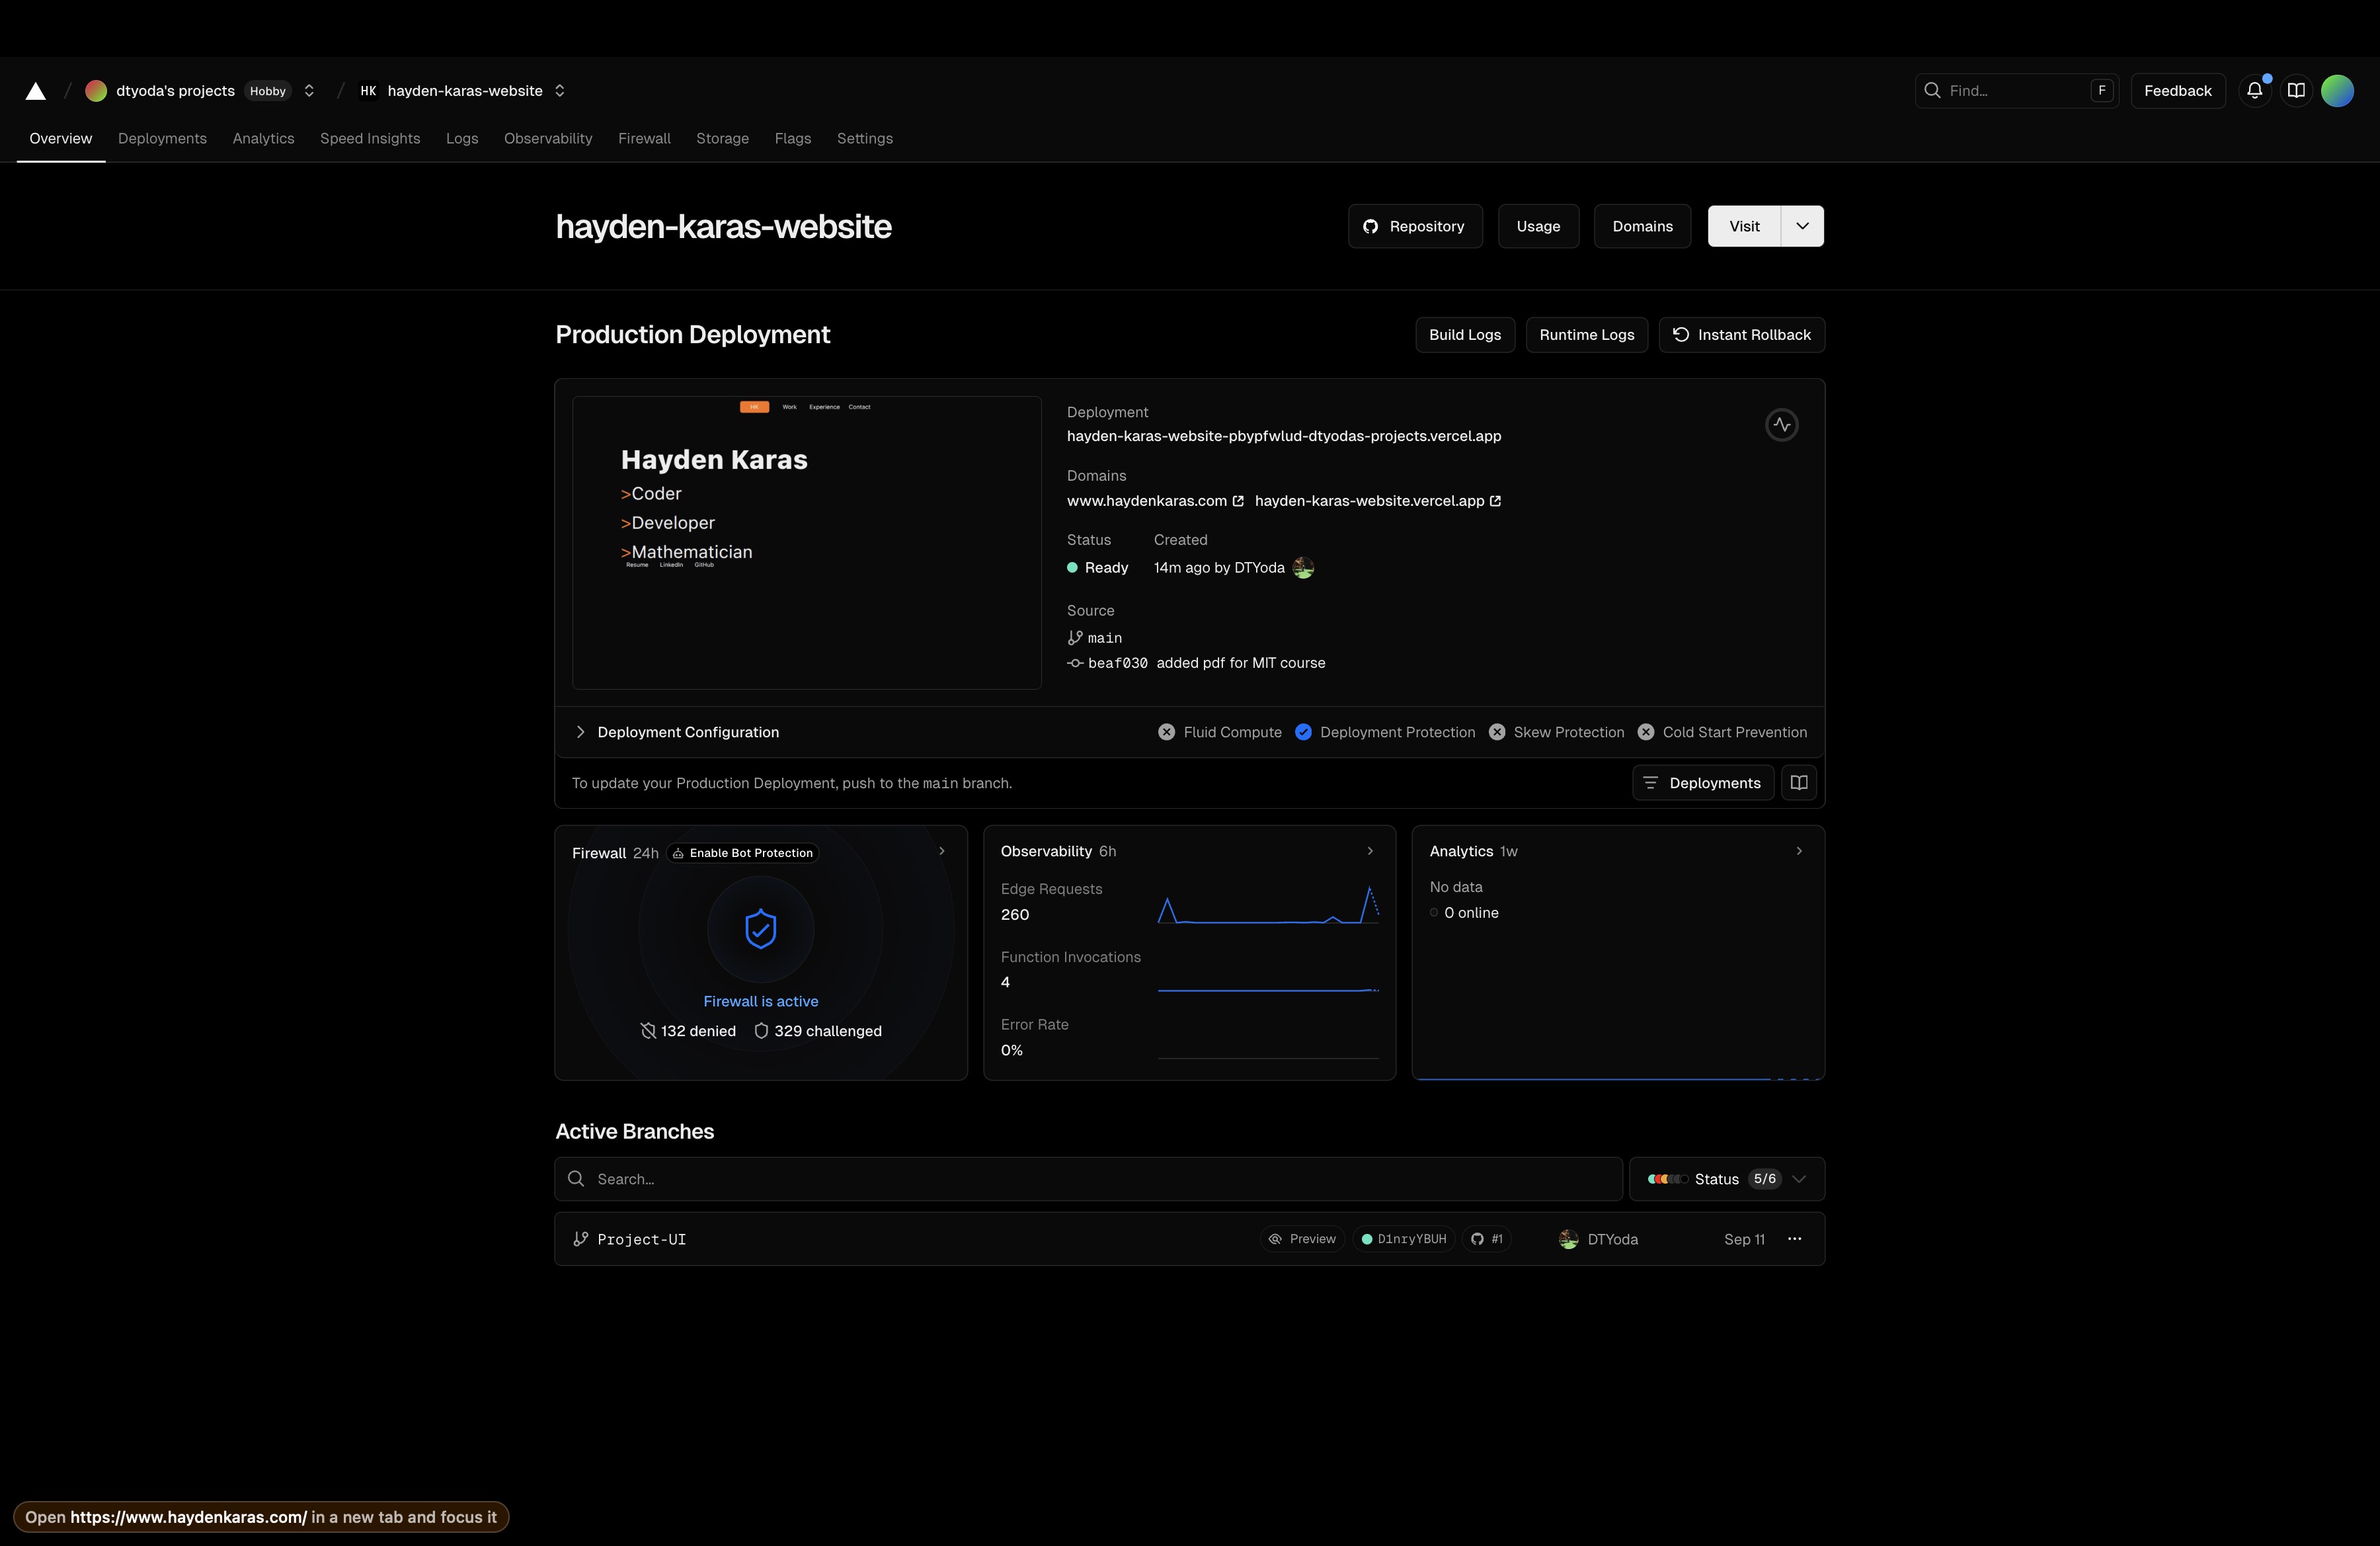 dtyoda's projects Hobby HK hayden-karas-website Find... F Feedback
Overview Deployments Analytics Speed Insights Logs Observability Firewall Storage Flags Settings
hayden-karas-website
Repository Usage Domains Visit
Production Deployment
Build Logs Runtime Logs Instant Rollback
HK Work Experience Contact
Hayden Karas
>Coder
>Developer
>Mathematician
Resume LinkedIn GitHub
Deployment
hayden-karas-website-pbypfwlud-dtyodas-projects.vercel.app
Domains
www.haydenkaras.com hayden-karas-website.vercel.app
Status Created
Ready 14m ago by DTYoda
Source
main
beaf030 added pdf for MIT course
Deployment Configuration Fluid Compute Deployment Protection Skew Protection Cold Start Prevention
To update your Production Deployment, push to the main branch. Deployments
Firewall 24h Enable Bot Protection
Firewall is active
132 denied 329 challenged
Observability 6h
Edge Requests
260
Function Invocations
4
Error Rate
0%
Analytics 1w
No data
0 online
Active Branches
Search... Status 5/6
Project-UI Preview D1nryYBUH #1 DTYoda Sep 11
Open https://www.haydenkaras.com/ in a new tab and focus it